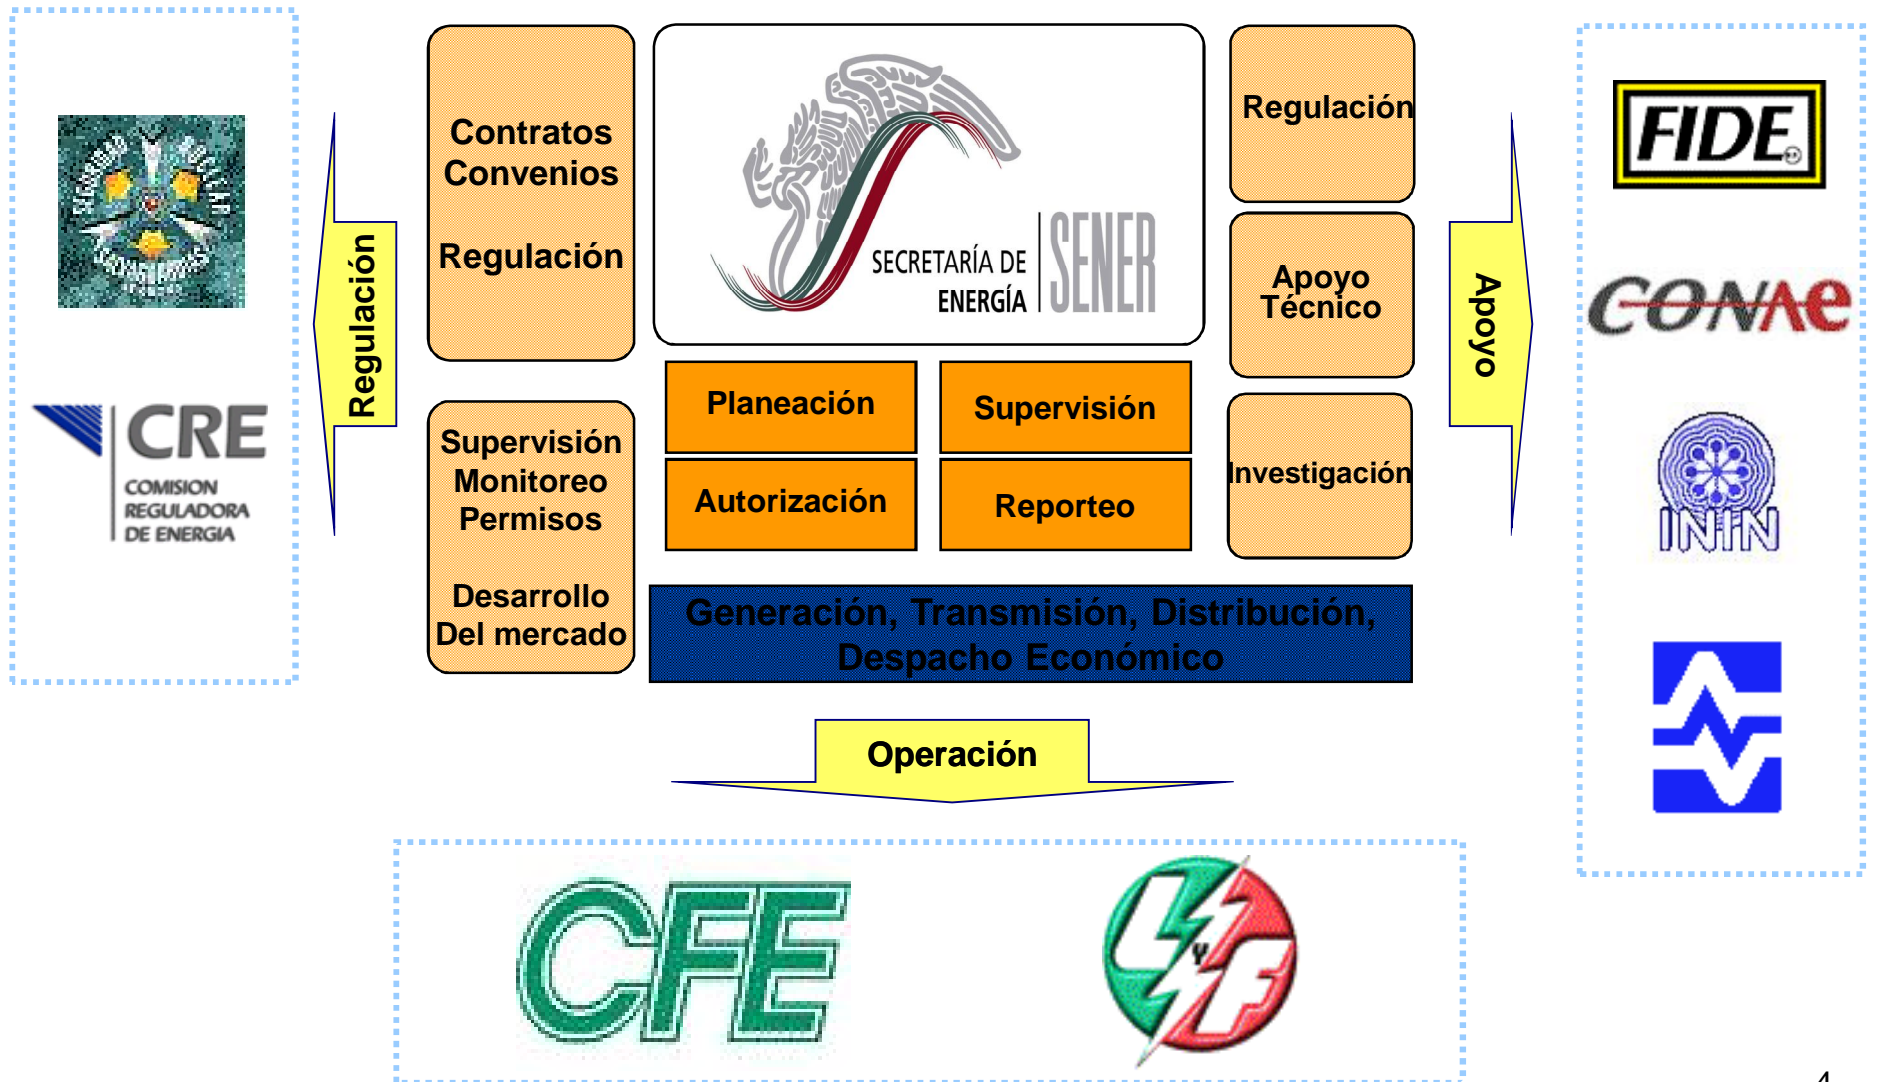 Contratos
Convenios
Regulación
SECRETARÍA DE
ENERGÍA
SENER
Regulación
FIDE
Regulación
Apoyo
Técnico
Apoyo
CONAe
CRE
COMISION
REGULADORA
DE ENERGIA
Supervisión
Monitoreo
Permisos
Desarrollo
Del mercado
Planeación
Supervisión
Autorización
Reporteo
Investigación
ININ
Generación, Transmisión, Distribución,
Despacho Económico
Operación
CFE
L y F
4